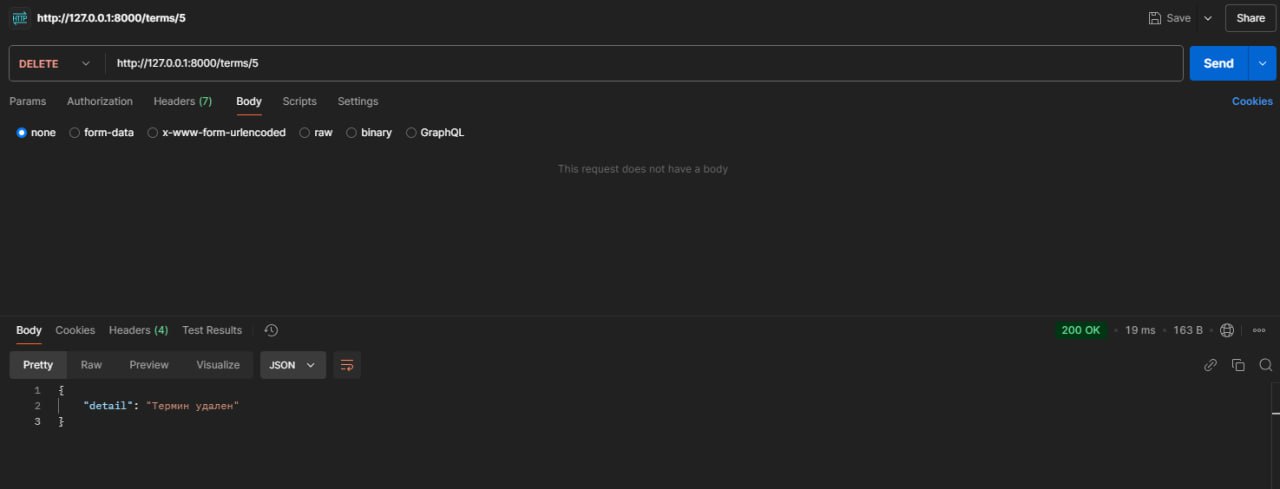 HTTP http://127.0.0.1:8000/terms/5 Save Share
DELETE http://127.0.0.1:8000/terms/5 Send
Params Authorization Headers (7) Body Scripts Settings Cookies
none form-data x-www-form-urlencoded raw binary GraphQL
This request does not have a body
Body Cookies Headers (4) Test Results 200 OK • 19 ms • 163 B •
Pretty Raw Preview Visualize JSON
1 {
2 "detail": "Термин удален"
3 }